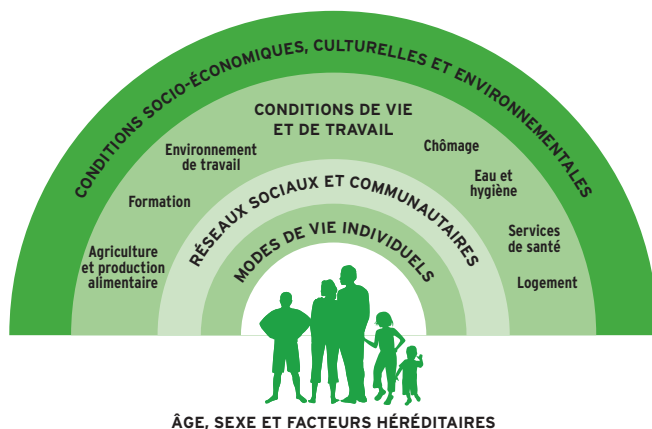 CONDITIONS SOCIO-ÉCONOMIQUES, CULTURELLES ET ENVIRONNEMENTALES
CONDITIONS DE VIE
ET DE TRAVAIL
Environnement
de travail
Chômage
Formation
Eau et
hygiène
Agriculture
et production
alimentaire
Services
de santé
Logement
RÉSEAUX SOCIAUX ET COMMUNAUTAIRES
MODES DE VIE INDIVIDUELS
ÂGE, SEXE ET FACTEURS HÉRÉDITAIRES